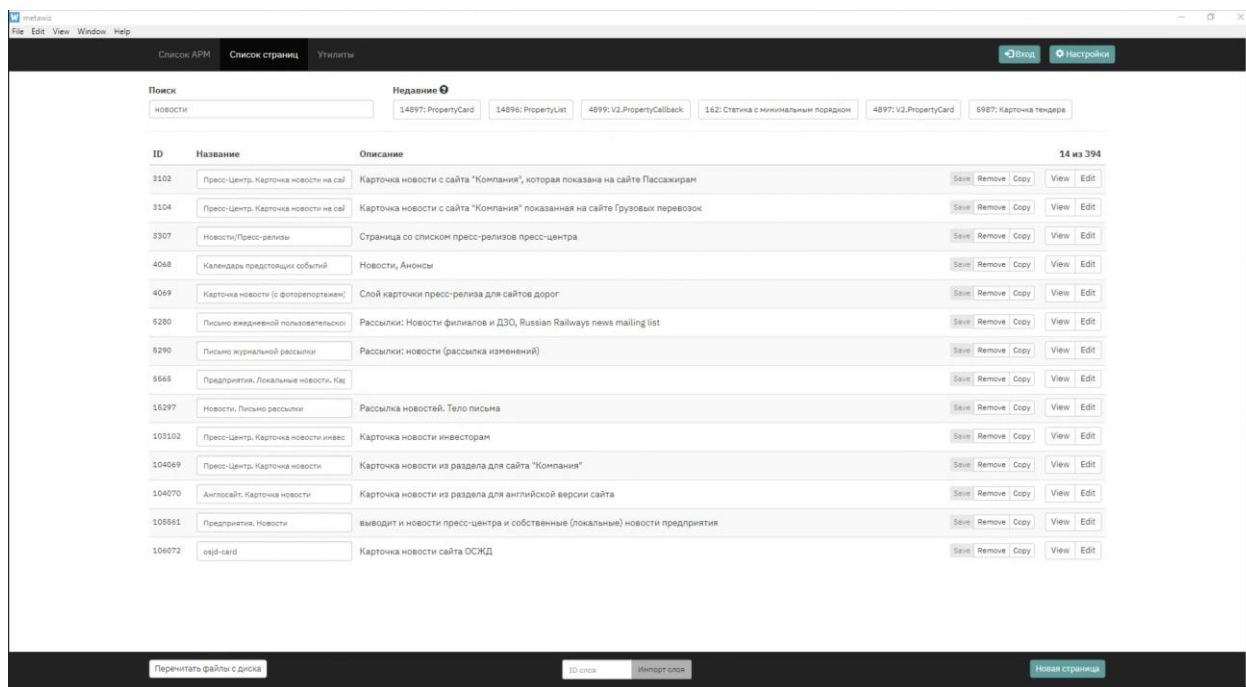 metawiz
File Edit View Window Help
Список АРМ Список страниц Утилиты Вход Настройки
Поиск Недавние
новости 14897: PropertyCard 14896: PropertyList 4899: V2.PropertyCallback 162: Статика с минимальным порядком 4897: V2.PropertyCard 5987: Карточка тендера
ID Название Описание 14 из 394
3102 Пресс-Центр. Карточка новости на сай Карточка новости с сайта "Компания", которая показана на сайте Пассажирам Save Remove Copy View Edit
3104 Пресс-Центр. Карточка новости на сай Карточка новости с сайта "Компания" показанная на сайте Грузовых перевозок Save Remove Copy View Edit
3307 Новости/Пресс-релизы Страница со списком пресс-релизов пресс-центра Save Remove Copy View Edit
4068 Календарь предстоящих событий Новости, Анонсы Save Remove Copy View Edit
4069 Карточка новости (с фоторепортажем) Слой карточки пресс-релиза для сайтов дорог Save Remove Copy View Edit
5280 Письмо ежедневной пользовательской Рассылки: Новости филиалов и ДЗО, Russian Railways news mailing list Save Remove Copy View Edit
5290 Письмо журнальной рассылки Рассылки: новости (рассылка изменений) Save Remove Copy View Edit
5565 Предприятия. Локальные новости. Кар Save Remove Copy View Edit
15297 Новости. Письмо рассылки Рассылка новостей. Тело письма Save Remove Copy View Edit
103102 Пресс-Центр. Карточка новости инвес Карточка новости инвесторам Save Remove Copy View Edit
104069 Пресс-Центр. Карточка новости Карточка новости из раздела для сайта "Компания" Save Remove Copy View Edit
104070 Англосайт. Карточка новости Карточка новости из раздела для английской версии сайта Save Remove Copy View Edit
105561 Предприятия. Новости выводит и новости пресс-центра и собственные (локальные) новости предприятия Save Remove Copy View Edit
106072 osjd-card Карточка новости сайта ОСЖД Save Remove Copy View Edit
Перечитать файлы с диска ID слоя Импорт слоя Новая страница